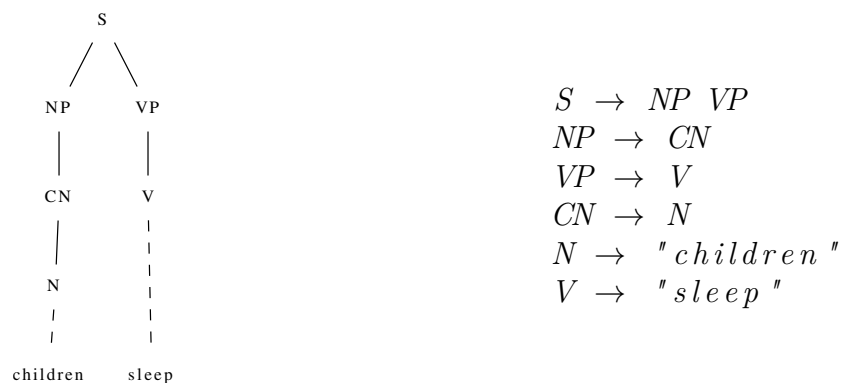 S
NP VP
CN V
N
children sleep
S → NP VP
NP → CN
VP → V
CN → N
N → "children"
V → "sleep"